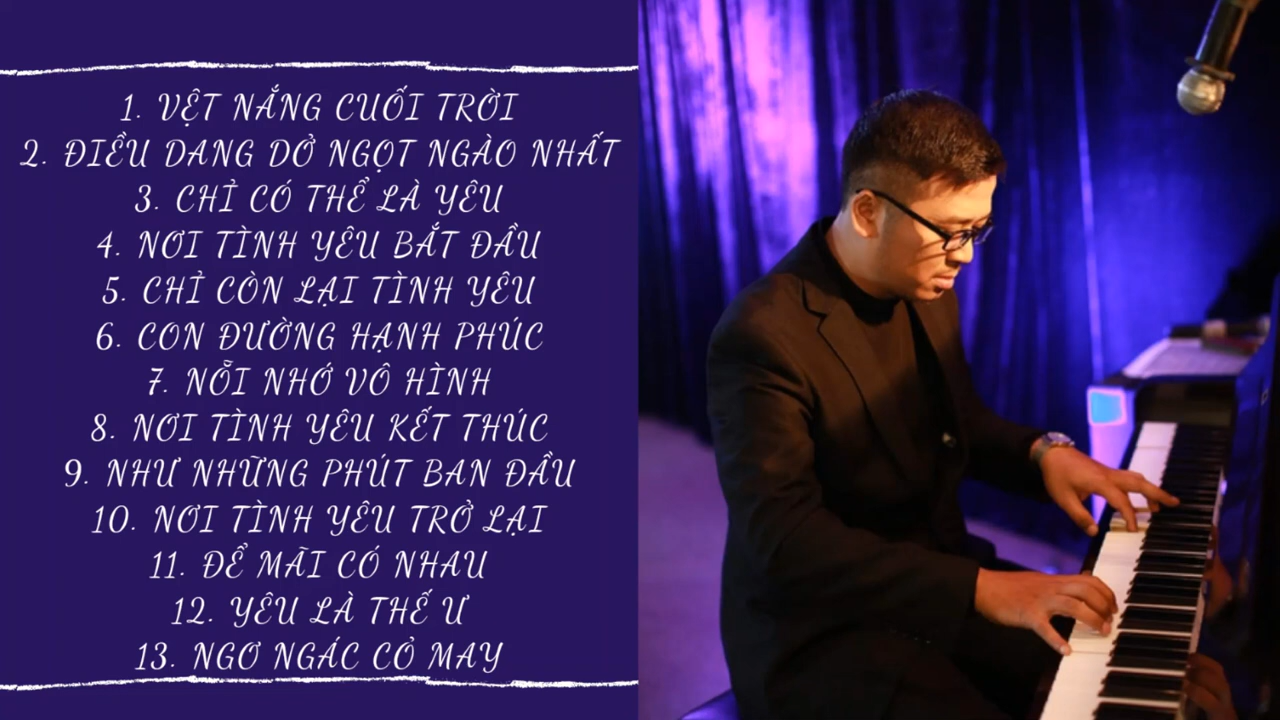 1. VỆT NẮNG CUỐI TRỜI
2. ĐIỀU DANG DỞ NGỌT NGÀO NHẤT
3. CHỈ CÓ THỂ LÀ YÊU
4. NƠI TÌNH YÊU BẮT ĐẦU
5. CHỈ CÒN LẠI TÌNH YÊU
6. CON ĐƯỜNG HẠNH PHÚC
7. NỖI NHỚ VÔ HÌNH
8. NƠI TÌNH YÊU KẾT THÚC
9. NHƯ NHỮNG PHÚT BAN ĐẦU
10. NƠI TÌNH YÊU TRỞ LẠI
11. ĐỂ MÃI CÓ NHAU
12. YÊU LÀ THẾ Ư
13. NGƠ NGÁC CỎ MAY